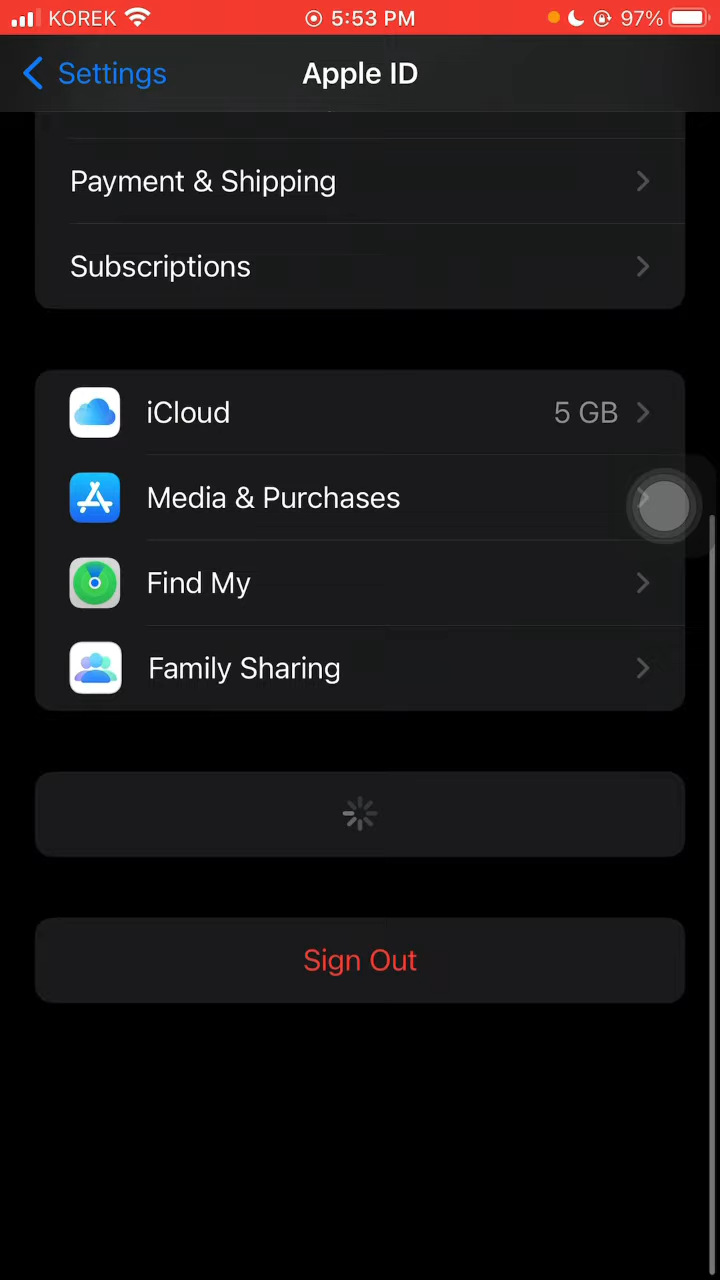 KOREK 5:53 PM 97%
Settings Apple ID
Payment & Shipping
Subscriptions
iCloud 5 GB
Media & Purchases
Find My
Family Sharing
Sign Out